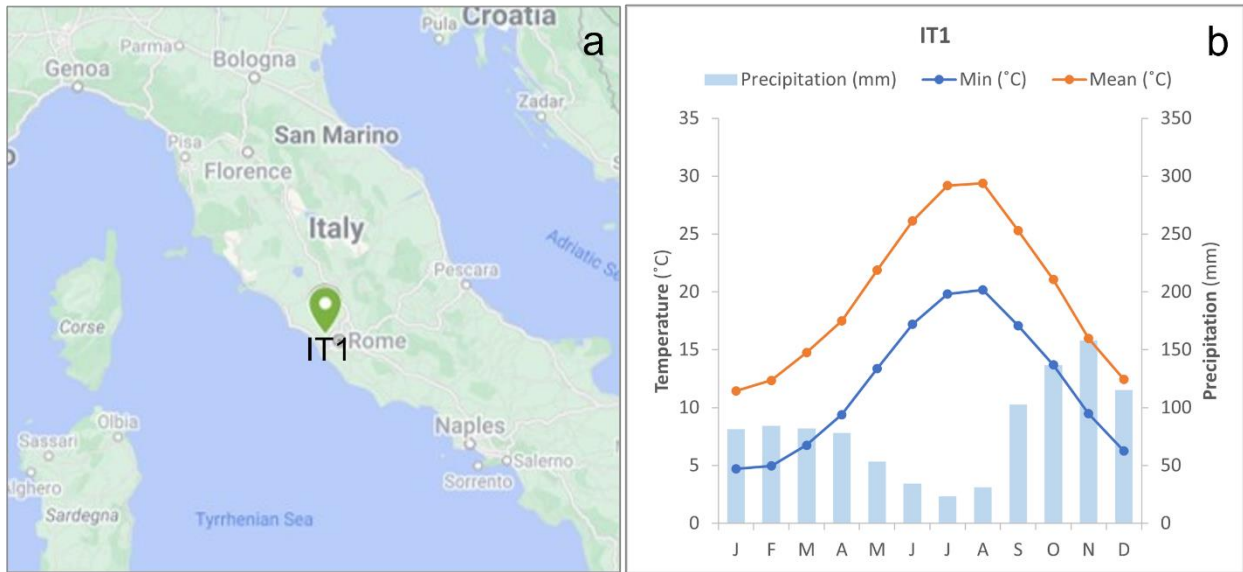 Croatia
a
Pula
Parma
Bologna
Genoa
Zadar
San Marino
Pisa
Florence
Italy
Adriatic Se
Pescara
Corse
Rome
IT1
Olbia
Naples
Sassari
Salerno
Sorrento
Alghero
Sardegna
Tyrrhenian Sea
b
IT1
Precipitation (mm) Min (˚C) Mean (˚C)
35 350
30 300
25 250
20 200
15 150
10 100
5 50
0 0
Temperature (˚C)
Precipitation (mm)
J F M A M J J A S O N D